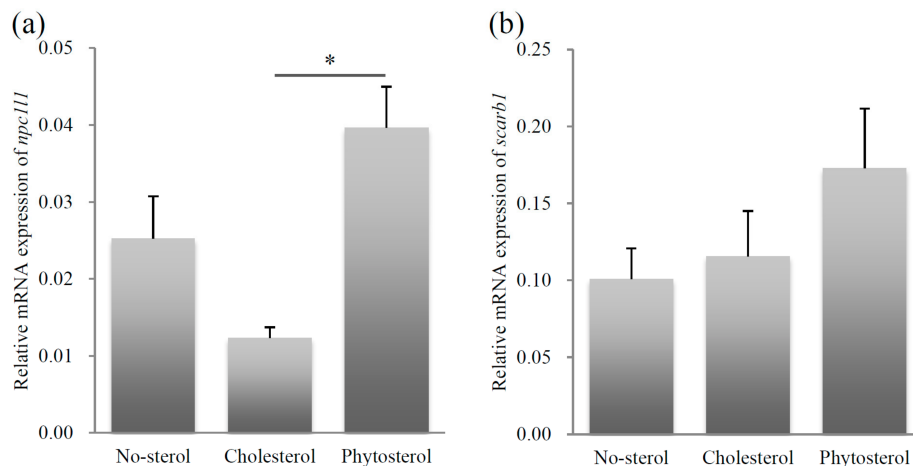 (a)
Relative mRNA expression of npc1l1
0.05
0.04
0.03
0.02
0.01
0.00
*
No-sterol Cholesterol Phytosterol
(b)
Relative mRNA expression of scarb1
0.25
0.20
0.15
0.10
0.05
0.00
No-sterol Cholesterol Phytosterol